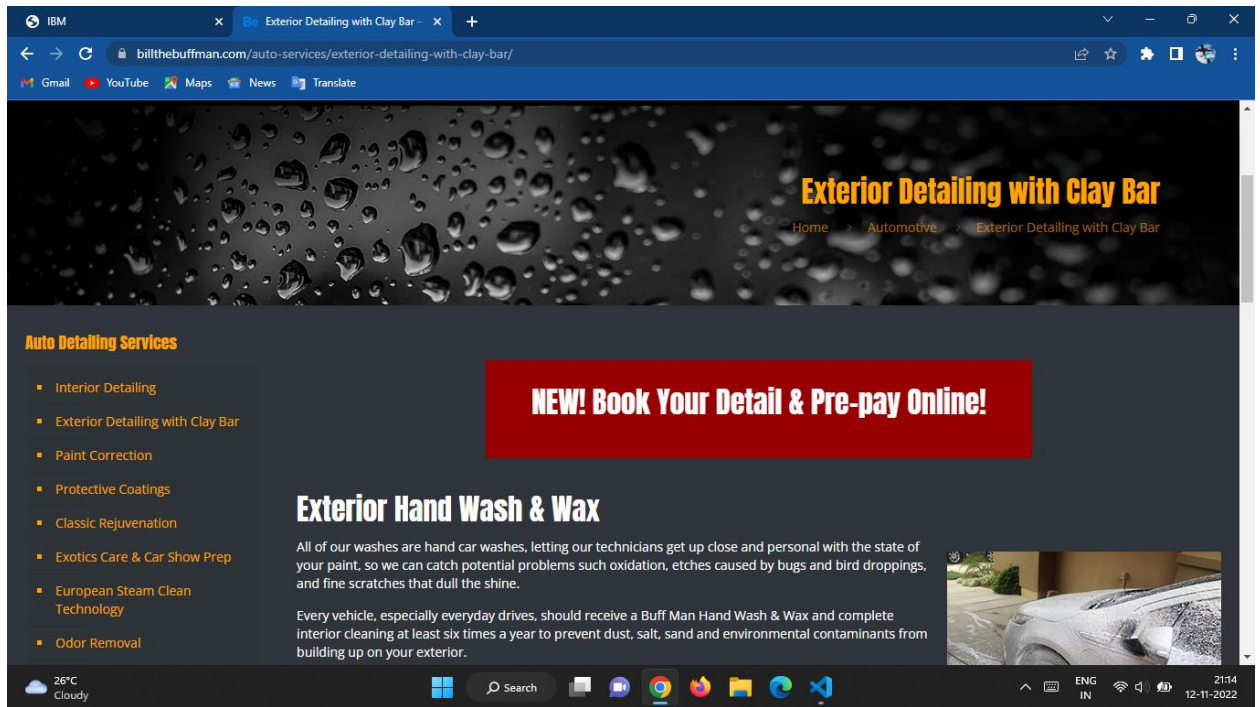 IBM
Be Exterior Detailing with Clay Bar –
billthebuffman.com/auto-services/exterior-detailing-with-clay-bar/
Gmail YouTube Maps News Translate
Exterior Detailing with Clay Bar
Home > Automotive > Exterior Detailing with Clay Bar
Auto Detailing Services
Interior Detailing
Exterior Detailing with Clay Bar
Paint Correction
Protective Coatings
Classic Rejuvenation
Exotics Care & Car Show Prep
European Steam Clean
Technology
Odor Removal
NEW! Book Your Detail & Pre-pay Online!
Exterior Hand Wash & Wax
All of our washes are hand car washes, letting our technicians get up close and personal with the state of
your paint, so we can catch potential problems such oxidation, etches caused by bugs and bird droppings,
and fine scratches that dull the shine.
Every vehicle, especially everyday drives, should receive a Buff Man Hand Wash & Wax and complete
interior cleaning at least six times a year to prevent dust, salt, sand and environmental contaminants from
building up on your exterior.
26°C
Cloudy
Search
ENG
IN
21:14
12-11-2022